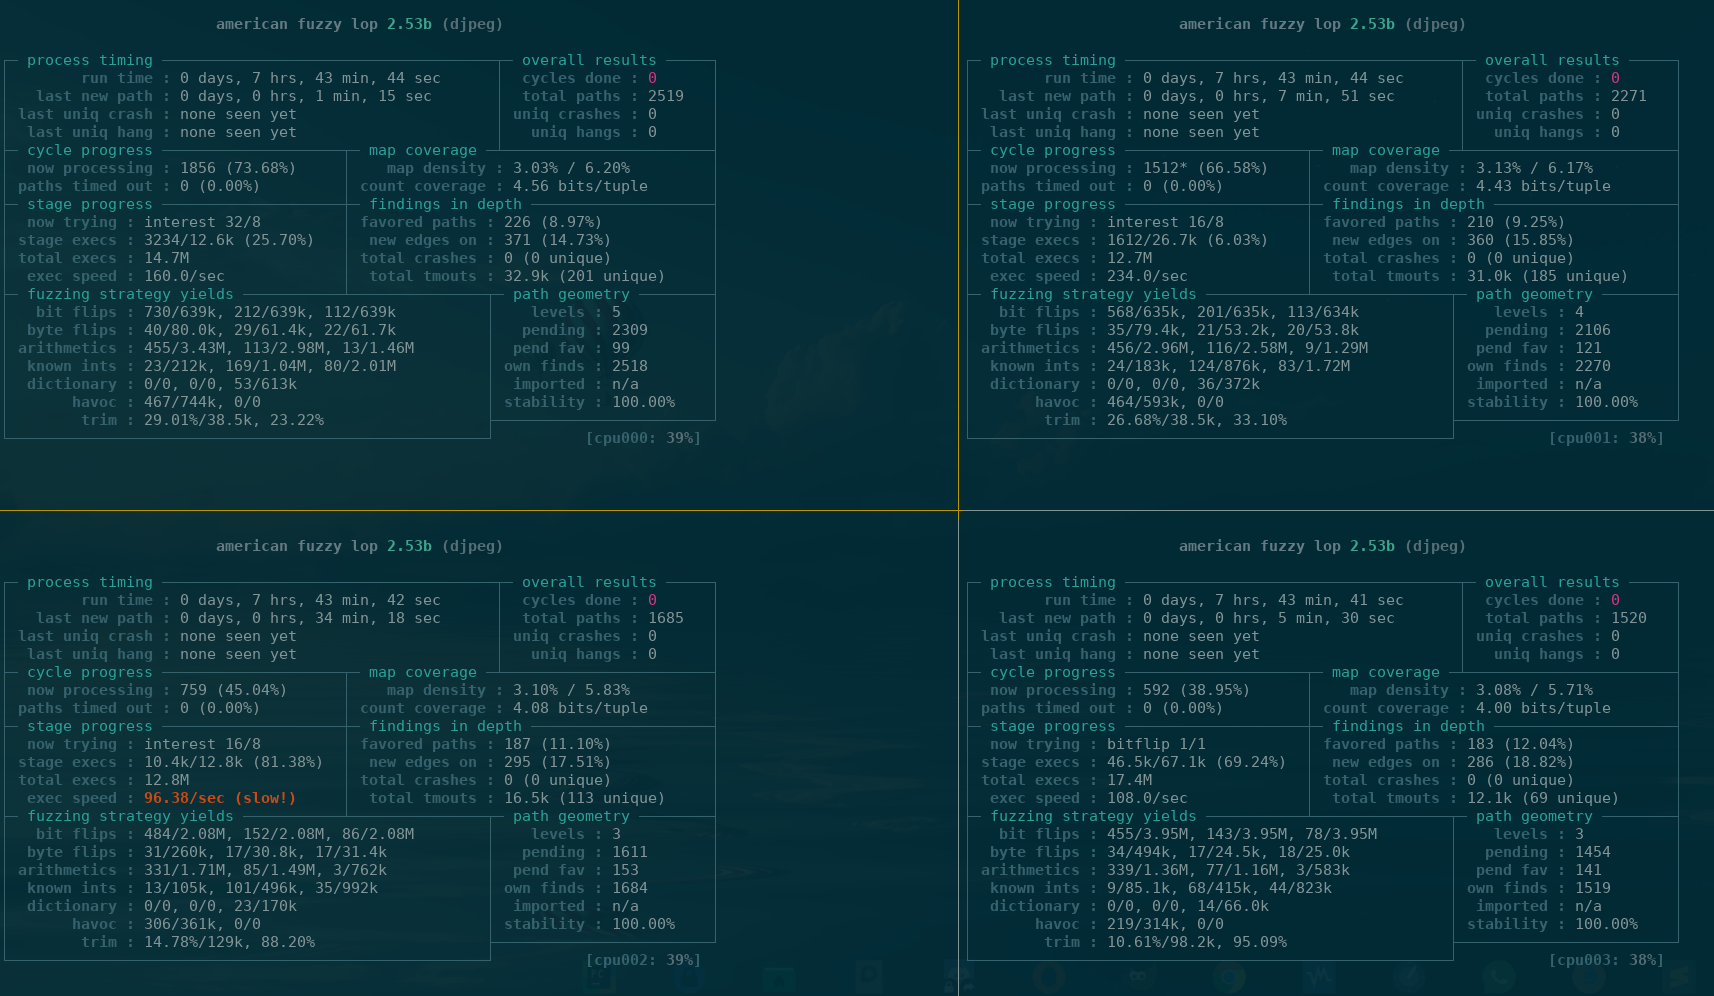 american fuzzy lop 2.53b (djpeg)
process timing
overall results
run time : 0 days, 7 hrs, 43 min, 44 sec
cycles done : 0
last new path : 0 days, 0 hrs, 1 min, 15 sec
total paths : 2519
last uniq crash : none seen yet
uniq crashes : 0
last uniq hang : none seen yet
uniq hangs : 0
cycle progress
map coverage
now processing : 1856 (73.68%)
map density : 3.03% / 6.20%
paths timed out : 0 (0.00%)
count coverage : 4.56 bits/tuple
stage progress
findings in depth
now trying : interest 32/8
favored paths : 226 (8.97%)
stage execs : 3234/12.6k (25.70%)
new edges on : 371 (14.73%)
total execs : 14.7M
total crashes : 0 (0 unique)
exec speed : 160.0/sec
total tmouts : 32.9k (201 unique)
fuzzing strategy yields
path geometry
bit flips : 730/639k, 212/639k, 112/639k
levels : 5
byte flips : 40/80.0k, 29/61.4k, 22/61.7k
pending : 2309
arithmetics : 455/3.43M, 113/2.98M, 13/1.46M
pend fav : 99
known ints : 23/212k, 169/1.04M, 80/2.01M
own finds : 2518
dictionary : 0/0, 0/0, 53/613k
imported : n/a
havoc : 467/744k, 0/0
stability : 100.00%
trim : 29.01%/38.5k, 23.22%
[cpu000: 39%]
american fuzzy lop 2.53b (djpeg)
process timing
overall results
run time : 0 days, 7 hrs, 43 min, 44 sec
cycles done : 0
last new path : 0 days, 0 hrs, 7 min, 51 sec
total paths : 2271
last uniq crash : none seen yet
uniq crashes : 0
last uniq hang : none seen yet
uniq hangs : 0
cycle progress
map coverage
now processing : 1512* (66.58%)
map density : 3.13% / 6.17%
paths timed out : 0 (0.00%)
count coverage : 4.43 bits/tuple
stage progress
findings in depth
now trying : interest 16/8
favored paths : 210 (9.25%)
stage execs : 1612/26.7k (6.03%)
new edges on : 360 (15.85%)
total execs : 12.7M
total crashes : 0 (0 unique)
exec speed : 234.0/sec
total tmouts : 31.0k (185 unique)
fuzzing strategy yields
path geometry
bit flips : 568/635k, 201/635k, 113/634k
levels : 4
byte flips : 35/79.4k, 21/53.2k, 20/53.8k
pending : 2106
arithmetics : 456/2.96M, 116/2.58M, 9/1.29M
pend fav : 121
known ints : 24/183k, 124/876k, 83/1.72M
own finds : 2270
dictionary : 0/0, 0/0, 36/372k
imported : n/a
havoc : 464/593k, 0/0
stability : 100.00%
trim : 26.68%/38.5k, 33.10%
[cpu001: 38%]
american fuzzy lop 2.53b (djpeg)
process timing
overall results
run time : 0 days, 7 hrs, 43 min, 42 sec
cycles done : 0
last new path : 0 days, 0 hrs, 34 min, 18 sec
total paths : 1685
last uniq crash : none seen yet
uniq crashes : 0
last uniq hang : none seen yet
uniq hangs : 0
cycle progress
map coverage
now processing : 759 (45.04%)
map density : 3.10% / 5.83%
paths timed out : 0 (0.00%)
count coverage : 4.08 bits/tuple
stage progress
findings in depth
now trying : interest 16/8
favored paths : 187 (11.10%)
stage execs : 10.4k/12.8k (81.38%)
new edges on : 295 (17.51%)
total execs : 12.8M
total crashes : 0 (0 unique)
exec speed : 96.38/sec (slow!)
total tmouts : 16.5k (113 unique)
fuzzing strategy yields
path geometry
bit flips : 484/2.08M, 152/2.08M, 86/2.08M
levels : 3
byte flips : 31/260k, 17/30.8k, 17/31.4k
pending : 1611
arithmetics : 331/1.71M, 85/1.49M, 3/762k
pend fav : 153
known ints : 13/105k, 101/496k, 35/992k
own finds : 1684
dictionary : 0/0, 0/0, 23/170k
imported : n/a
havoc : 306/361k, 0/0
stability : 100.00%
trim : 14.78%/129k, 88.20%
[cpu002: 39%]
american fuzzy lop 2.53b (djpeg)
process timing
overall results
run time : 0 days, 7 hrs, 43 min, 41 sec
cycles done : 0
last new path : 0 days, 0 hrs, 5 min, 30 sec
total paths : 1520
last uniq crash : none seen yet
uniq crashes : 0
last uniq hang : none seen yet
uniq hangs : 0
cycle progress
map coverage
now processing : 592 (38.95%)
map density : 3.08% / 5.71%
paths timed out : 0 (0.00%)
count coverage : 4.00 bits/tuple
stage progress
findings in depth
now trying : bitflip 1/1
favored paths : 183 (12.04%)
stage execs : 46.5k/67.1k (69.24%)
new edges on : 286 (18.82%)
total execs : 17.4M
total crashes : 0 (0 unique)
exec speed : 108.0/sec
total tmouts : 12.1k (69 unique)
fuzzing strategy yields
path geometry
bit flips : 455/3.95M, 143/3.95M, 78/3.95M
levels : 3
byte flips : 34/494k, 17/24.5k, 18/25.0k
pending : 1454
arithmetics : 339/1.36M, 77/1.16M, 3/583k
pend fav : 141
known ints : 9/85.1k, 68/415k, 44/823k
own finds : 1519
dictionary : 0/0, 0/0, 14/66.0k
imported : n/a
havoc : 219/314k, 0/0
stability : 100.00%
trim : 10.61%/98.2k, 95.09%
[cpu003: 38%]